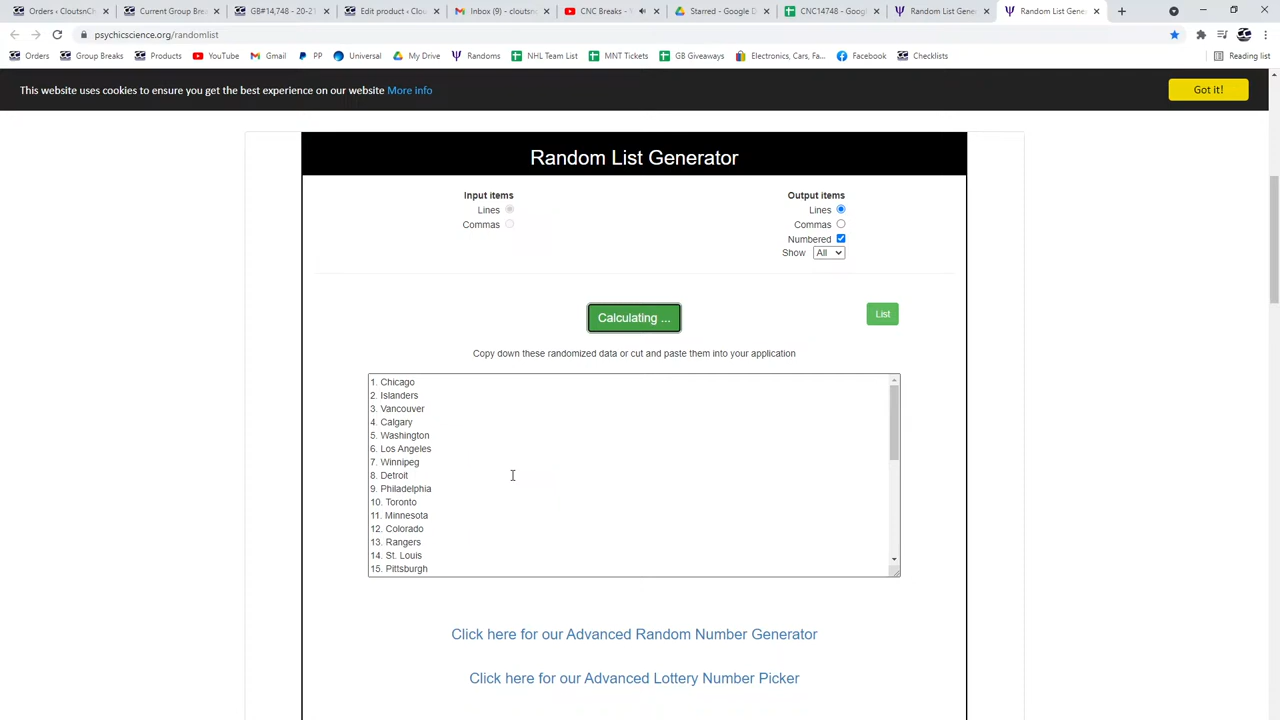 Orders ‹ CloutsnCh
Current Group Brea
GB#14748 - 20-21
Edit product ‹ Clou
Inbox (9) - cloutsn
CNC Breaks - 
Starred - Google D
CNC14748 - Google
Random List Gene
Random List Gene
psychicscience.org/randomlist
Orders
Group Breaks
Products
YouTube
Gmail
PP
Universal
My Drive
Randoms
NHL Team List
MNT Tickets
GB Giveaways
Electronics, Cars, Fa...
Facebook
Checklists
Reading list
This website uses cookies to ensure you get the best experience on our website More info
Got it!
Random List Generator
Input items
Output items
Lines
Lines
Commas
Commas
Numbered
Show All
Calculating ...
List
Copy down these randomized data or cut and paste them into your application
1. Chicago
2. Islanders
3. Vancouver
4. Calgary
5. Washington
6. Los Angeles
7. Winnipeg
8. Detroit
9. Philadelphia
10. Toronto
11. Minnesota
12. Colorado
13. Rangers
14. St. Louis
15. Pittsburgh
Click here for our Advanced Random Number Generator
Click here for our Advanced Lottery Number Picker